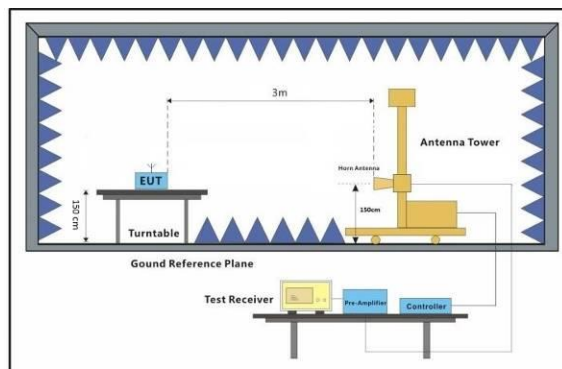 3m
Antenna Tower
Horn Antenna
EUT
150 cm
150cm
Turntable
Gound Reference Plane
Test Receiver
Pre-Amplifier
Controller